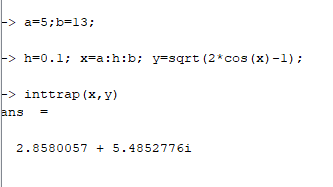 -> a=5;b=13;
-> h=0.1; x=a:h:b; y=sqrt(2*cos(x)-1);
-> inttrap(x,y)
ans  =
2.8580057 + 5.4852776i